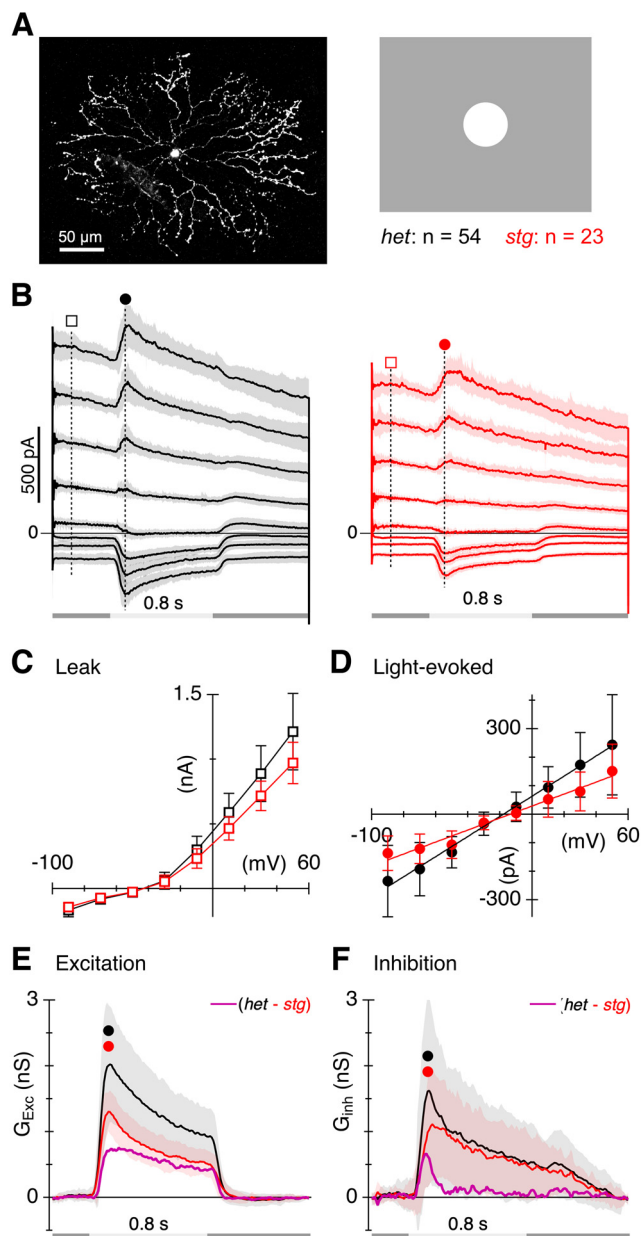 A
50 µm
het: n = 54 stg: n = 23
B
500 pA
0
0.8 s
0
0.8 s
C Leak
1.5
(nA)
-100
(mV)
60
D Light-evoked
300
-100
(mV)
60
(pA)
-300
E Excitation
3
(het - stg)
GExc (nS)
0
0.8 s
F Inhibition
3
(het - stg)
Ginh (nS)
0
0.8 s